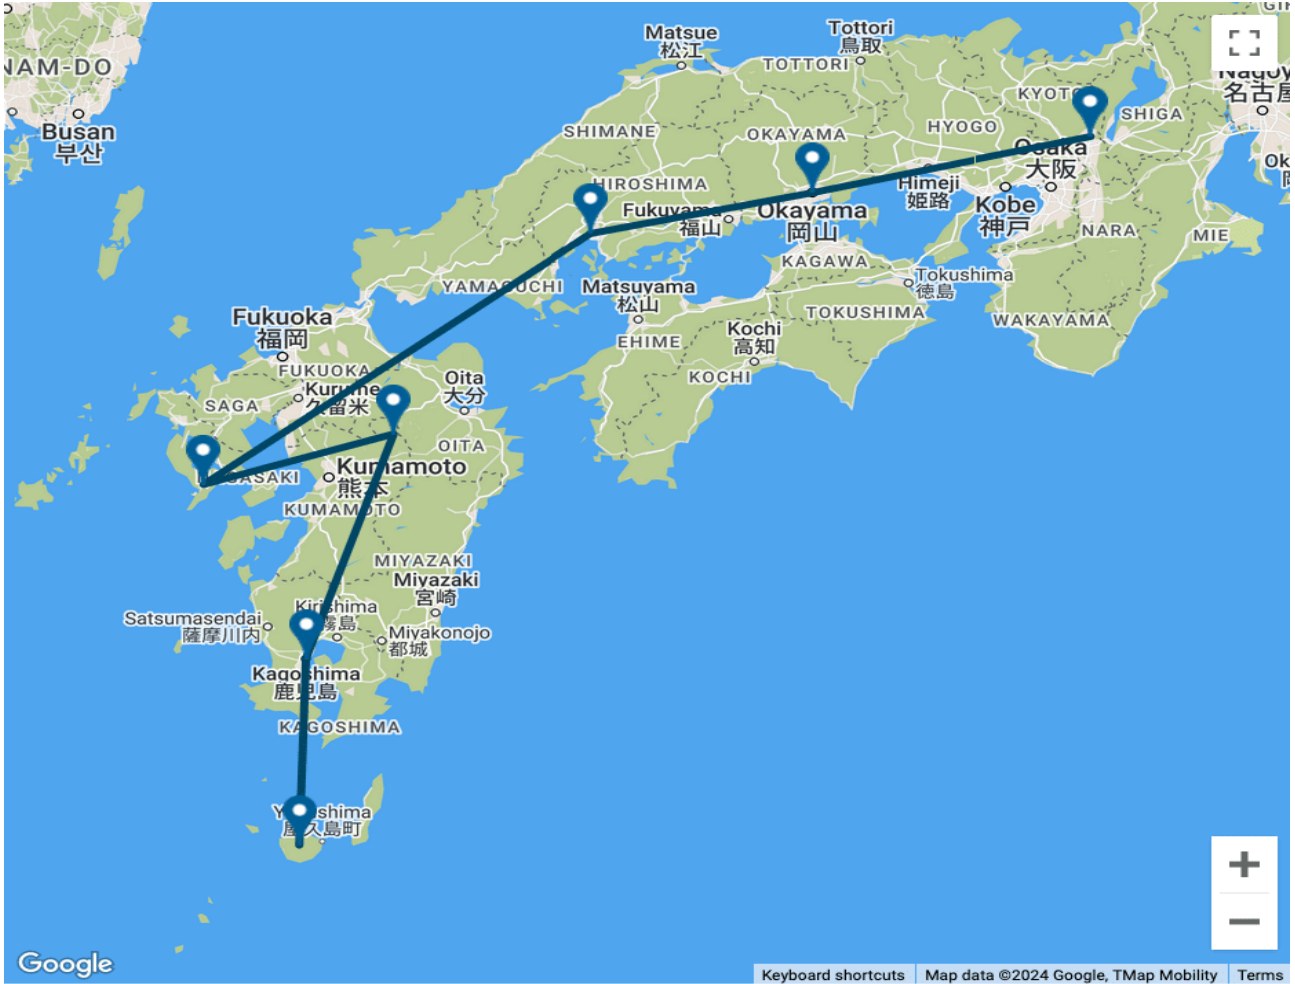 NAM-DO
Busan
부산
Matsue
松江
Tottori
鳥取
TOTTORI
KYOTO
SHIGA
名古屋
SHIMANE
OKAYAMA
HYOGO
Osaka
大阪
HIROSHIMA
Himeji
姫路
Kobe
神戸
Fukuyama
福山
Okayama
岡山
NARA
MIE
KAGAWA
YAMAGUCHI
Matsuyama
松山
Tokushima
徳島
TOKUSHIMA
WAKAYAMA
Fukuoka
福岡
EHIME
Kochi
高知
KOCHI
FUKUOKA
Kurume
久留米
Oita
大分
SAGA
OITA
NAGASAKI
Kumamoto
熊本
KUMAMOTO
MIYAZAKI
Miyazaki
宮崎
Kirishima
霧島
Satsumasendai
薩摩川内
Miyakonojo
都城
Kagoshima
鹿児島
KAGOSHIMA
屋久島町
Google
Keyboard shortcuts
Map data ©2024 Google, TMap Mobility
Terms